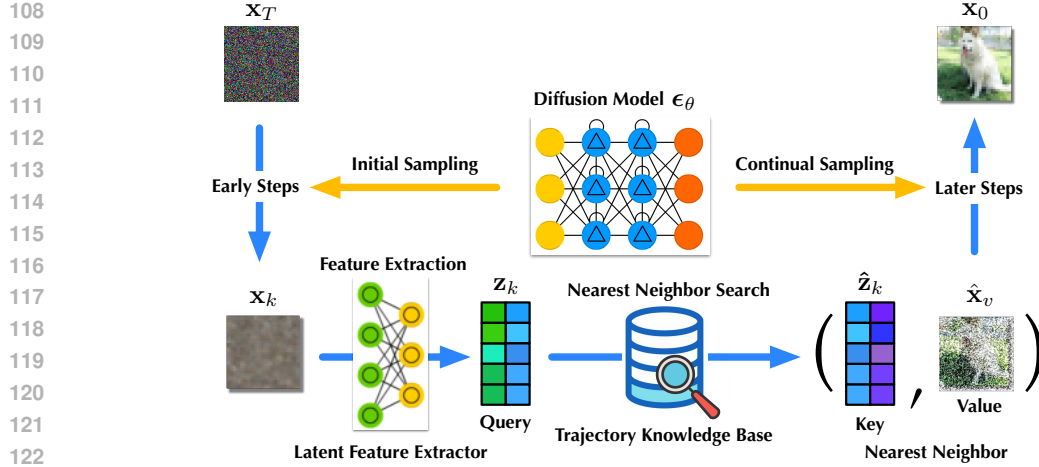 108
109
110
111
112
113
114
115
116
117
118
119
120
121
122
x_T
x_0
Diffusion Model ϵ_θ
Initial Sampling
Continual Sampling
Early Steps
Later Steps
Feature Extraction
x_k
z_k
Nearest Neighbor Search
ẑ_k
x̂_v
( , )
Query
Key
Value
Latent Feature Extractor
Trajectory Knowledge Base
Nearest Neighbor